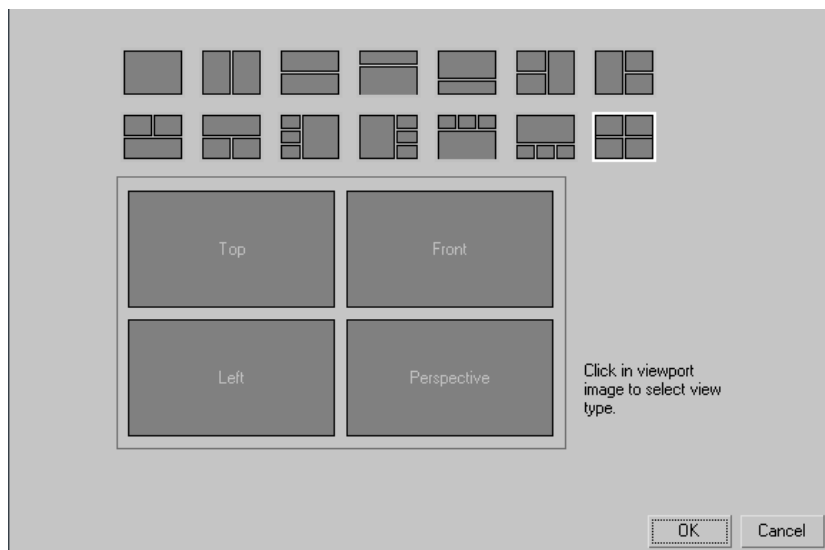 Top
Front
Left
Perspective
Click in viewport
image to select view
type.
OK
Cancel